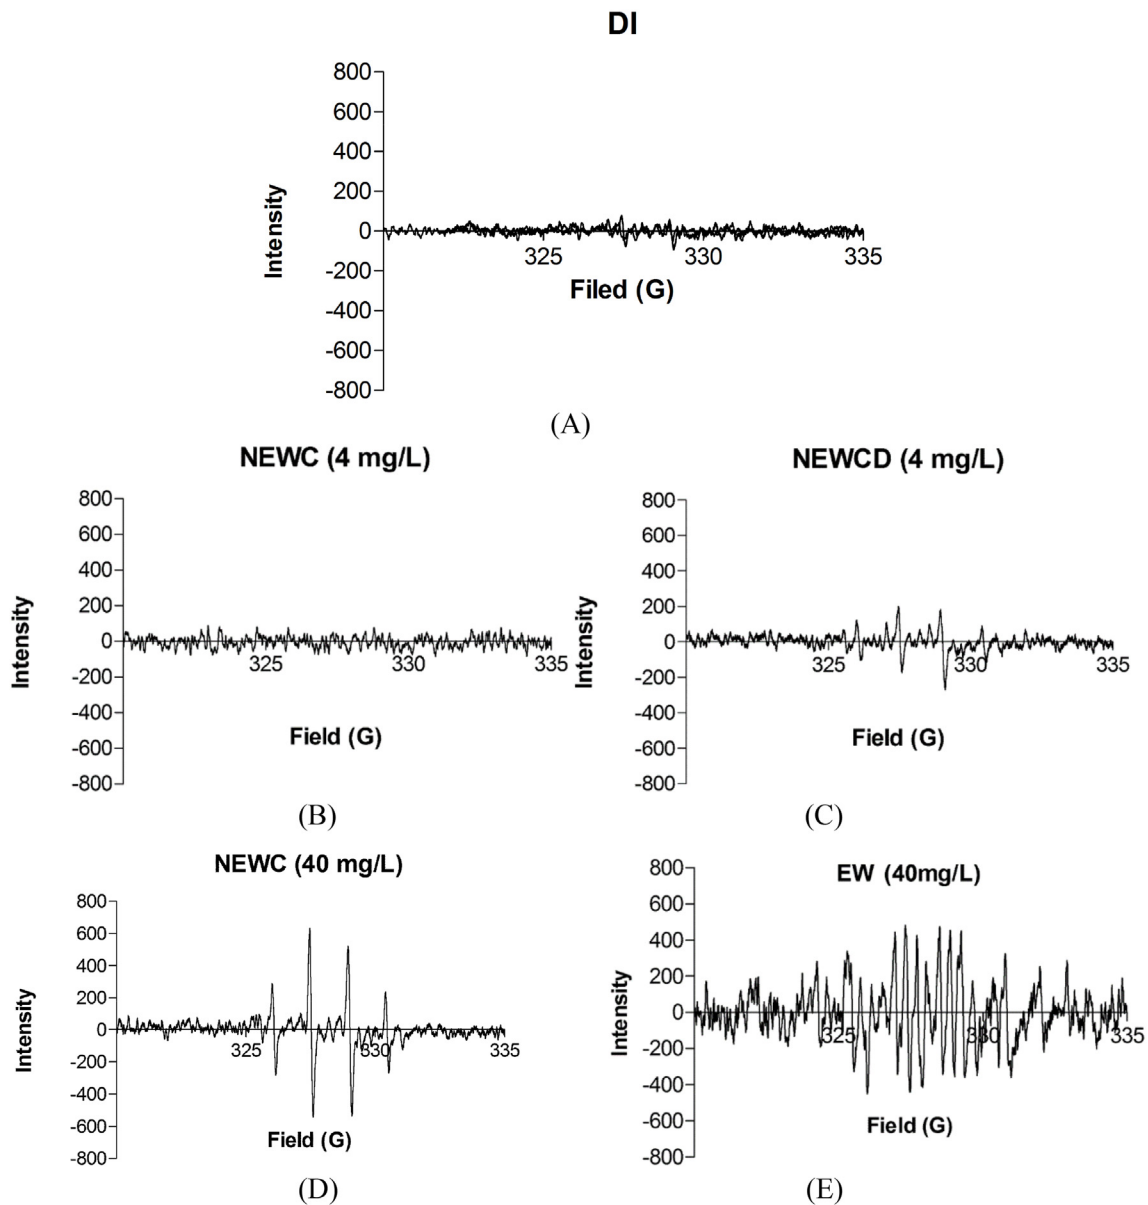 DI
800
600
400
200
0
-200
-400
-600
-800
Intensity
325 330 335
Filed (G)
(A)
NEWC (4 mg/L)
800
600
400
200
0
-200
-400
-600
-800
Intensity
325 330 335
Field (G)
(B)
NEWCD (4 mg/L)
800
600
400
200
0
-200
-400
-600
-800
Intensity
325 330 335
Field (G)
(C)
NEWC (40 mg/L)
800
600
400
200
0
-200
-400
-600
-800
Intensity
325 330 335
Field (G)
(D)
EW (40mg/L)
800
600
400
200
0
-200
-400
-600
-800
Intensity
325 330 335
Field (G)
(E)